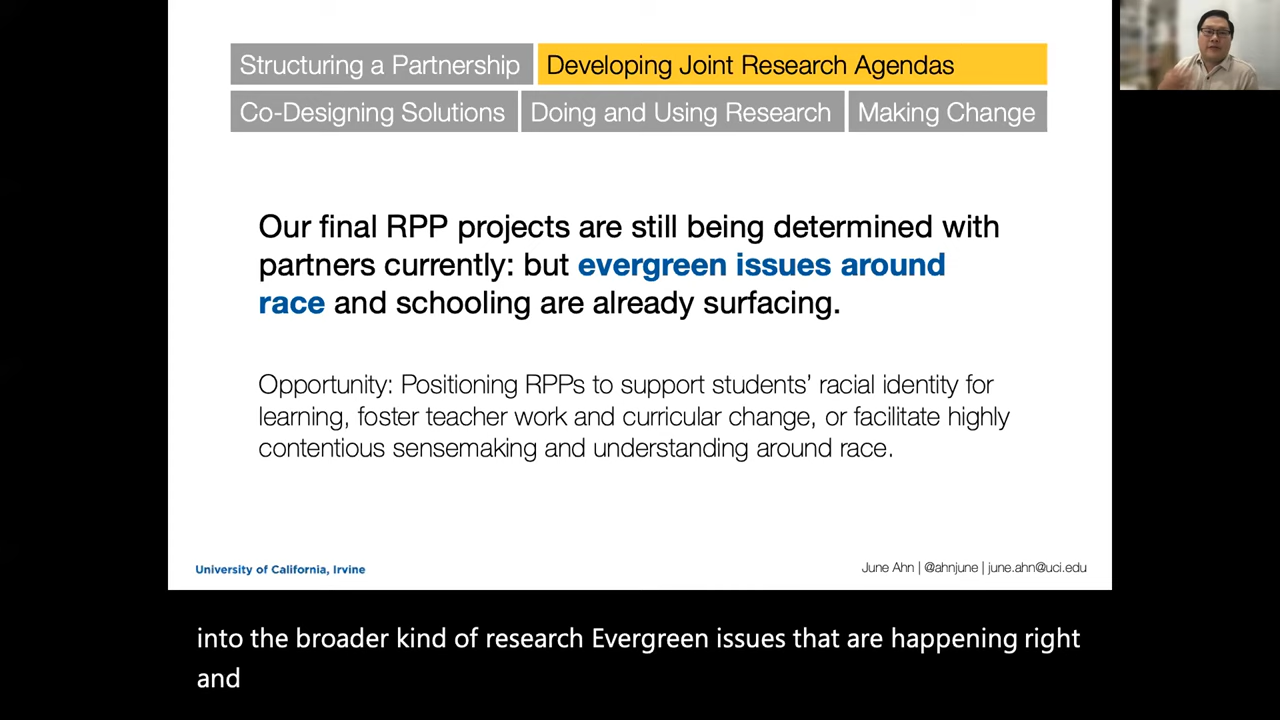 Structuring a Partnership
Developing Joint Research Agendas
Co-Designing Solutions
Doing and Using Research
Making Change
Our final RPP projects are still being determined with
partners currently: but evergreen issues around
race and schooling are already surfacing.
Opportunity: Positioning RPPs to support students’ racial identity for
learning, foster teacher work and curricular change, or facilitate highly
contentious sensemaking and understanding around race.
University of California, Irvine
June Ahn | @ahnjune | june.ahn@uci.edu
into the broader kind of research Evergreen issues that are happening right
and